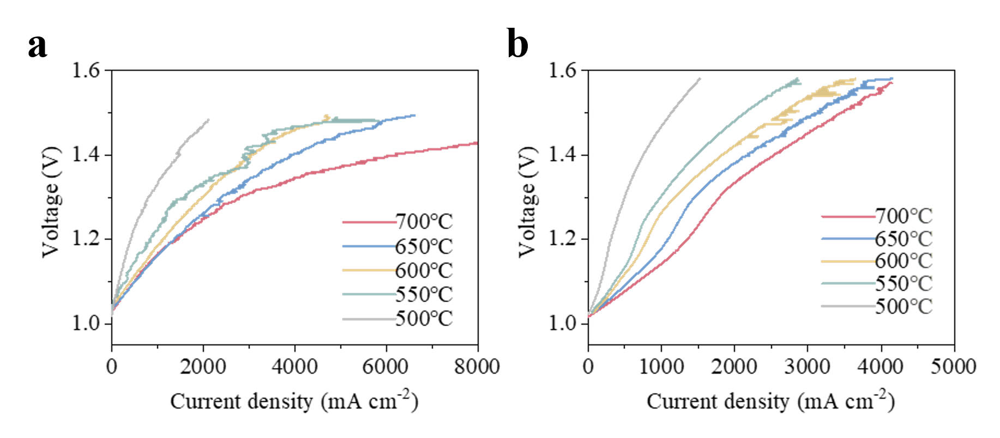 a
1.6
1.4
1.2
1.0
Voltage (V)
0 2000 4000 6000 8000
Current density (mA cm⁻²)
700℃
650℃
600℃
550℃
500℃
b
1.6
1.4
1.2
1.0
Voltage (V)
0 1000 2000 3000 4000 5000
Current density (mA cm⁻²)
700℃
650℃
600℃
550℃
500℃